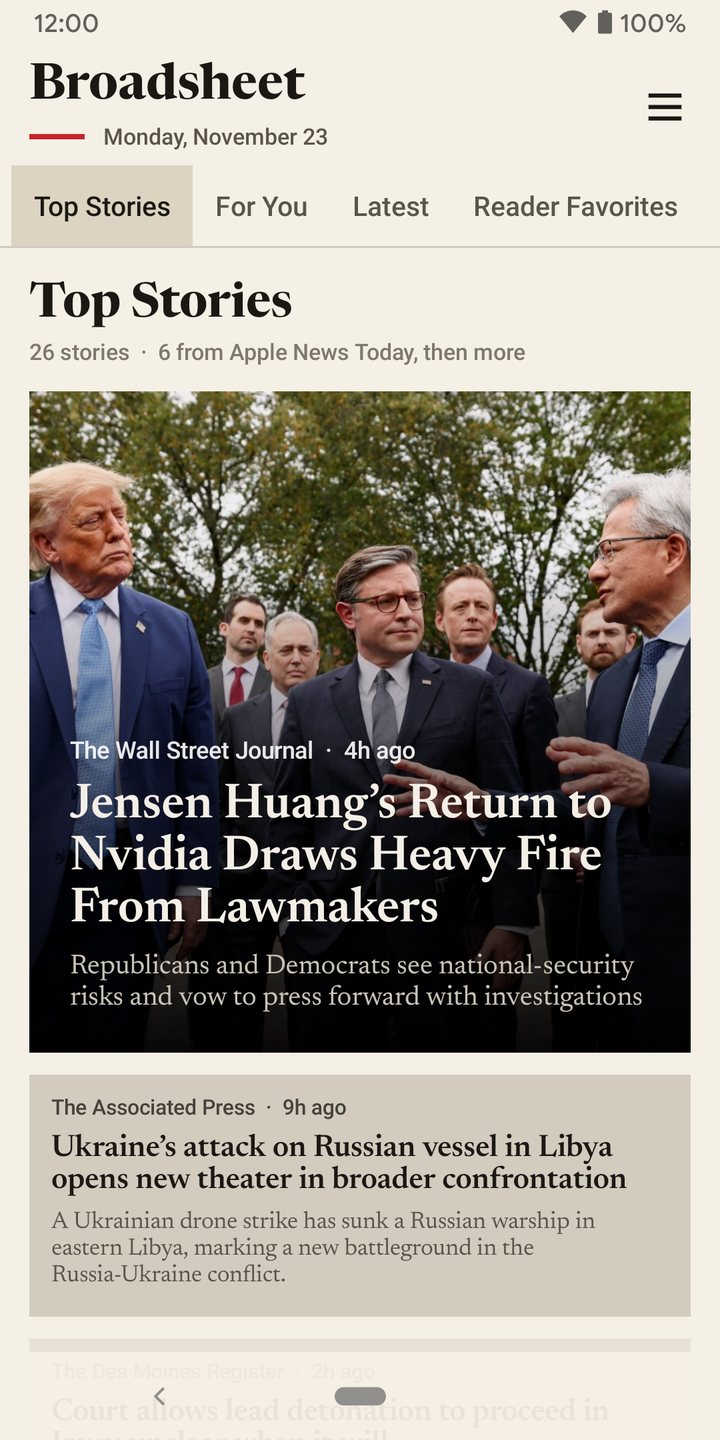 12:00
100%
Broadsheet
Monday, November 23
Top Stories
For You
Latest
Reader Favorites
Top Stories
26 stories · 6 from Apple News Today, then more
The Wall Street Journal · 4h ago
Jensen Huang’s Return to
Nvidia Draws Heavy Fire
From Lawmakers
Republicans and Democrats see national-security
risks and vow to press forward with investigations
The Associated Press · 9h ago
Ukraine’s attack on Russian vessel in Libya
opens new theater in broader confrontation
A Ukrainian drone strike has sunk a Russian warship in
eastern Libya, marking a new battleground in the
Russia-Ukraine conflict.
The Des Moines Register · 2h ago
Court allows lead detonation to proceed in